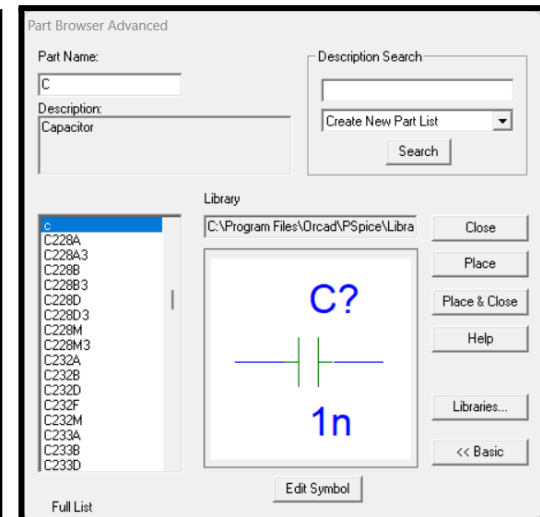 Part Browser Advanced
Part Name:
C
Description:
Capacitor
Description Search
Create New Part List
Search
Library
C:\Program Files\Orcad\PSpice\Libra
c
C228A
C228A3
C228B
C228B3
C228D
C228D3
C228M
C228M3
C232A
C232B
C232D
C232F
C232M
C233A
C233B
C233D
Full List
C?
1n
Edit Symbol
Close
Place
Place & Close
Help
Libraries...
<< Basic